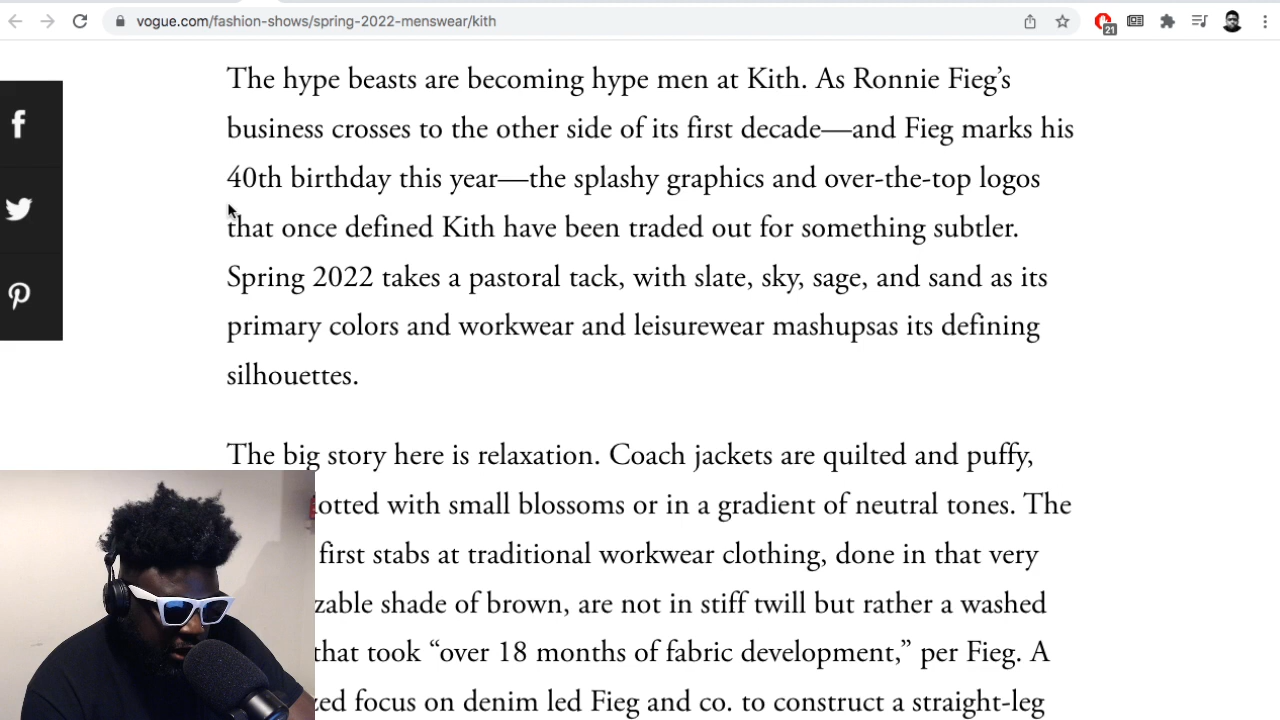 vogue.com/fashion-shows/spring-2022-menswear/kith
21
The hype beasts are becoming hype men at Kith. As Ronnie Fieg’s
business crosses to the other side of its first decade—and Fieg marks his
40th birthday this year—the splashy graphics and over-the-top logos
that once defined Kith have been traded out for something subtler.
Spring 2022 takes a pastoral tack, with slate, sky, sage, and sand as its
primary colors and workwear and leisurewear mashupsas its defining
silhouettes.
The big story here is relaxation. Coach jackets are quilted and puffy,
otted with small blossoms or in a gradient of neutral tones. The
first stabs at traditional workwear clothing, done in that very
zable shade of brown, are not in stiff twill but rather a washed
that took “over 18 months of fabric development,” per Fieg. A
zed focus on denim led Fieg and co. to construct a straight-leg